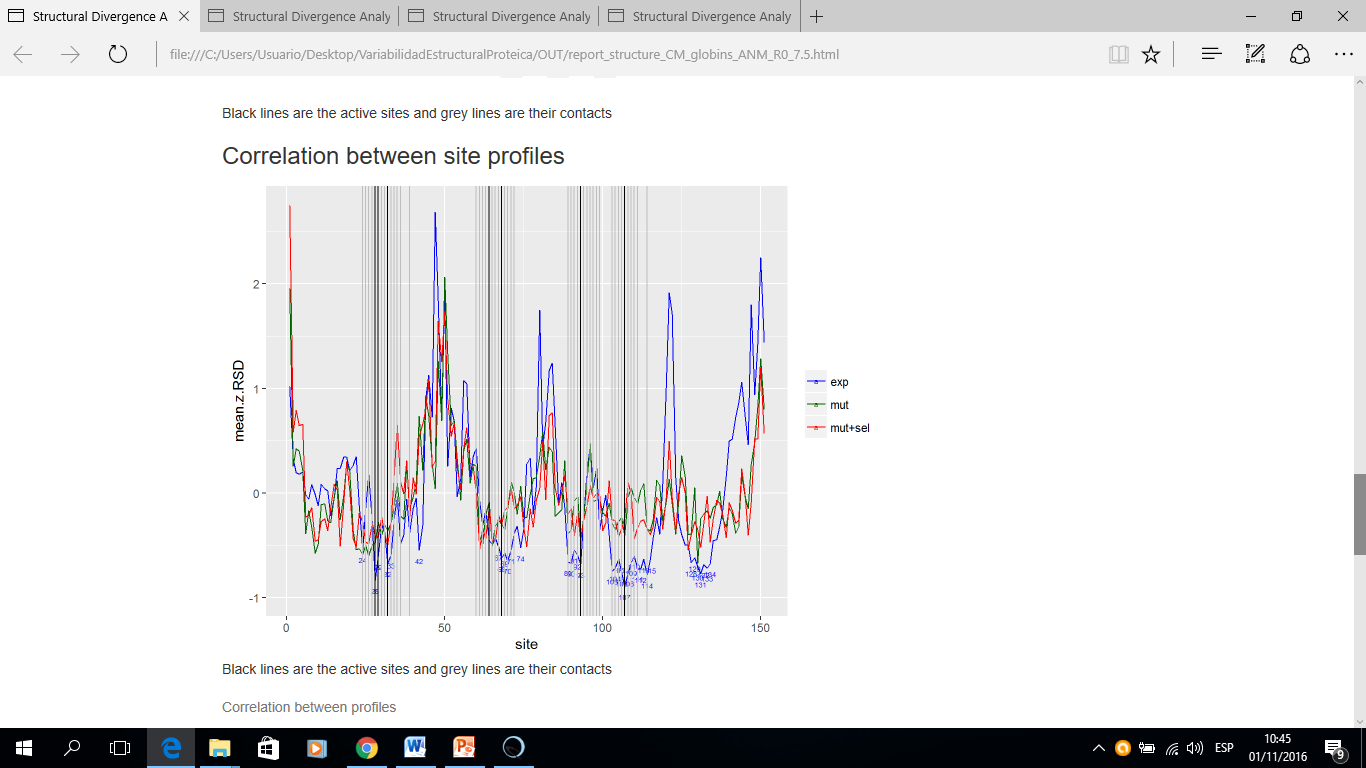 Structural Divergence A
Structural Divergence Analy
Structural Divergence Analy
Structural Divergence Analy
file:///C:/Users/Usuario/Desktop/VariabilidadEstructuralProteica/OUT/report_structure_CM_globins_ANM_R0_7.5.html
Black lines are the active sites and grey lines are their contacts
Correlation between site profiles
mean.z.RSD
2
1
0
-1
42
74
114
131
0
50
100
150
site
exp
mut
mut+sel
Black lines are the active sites and grey lines are their contacts
Correlation between profiles
ESP
10:45
01/11/2016
9